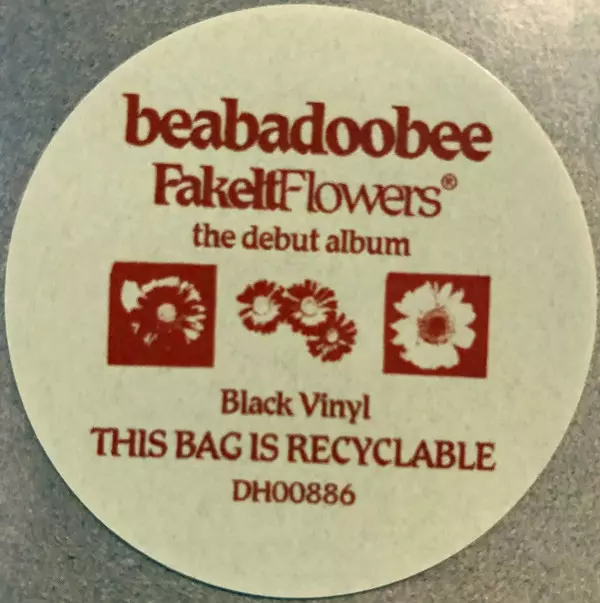 beabadoobee
FakeItFlowers®
the debut album
Black Vinyl
THIS BAG IS RECYCLABLE
DH00886